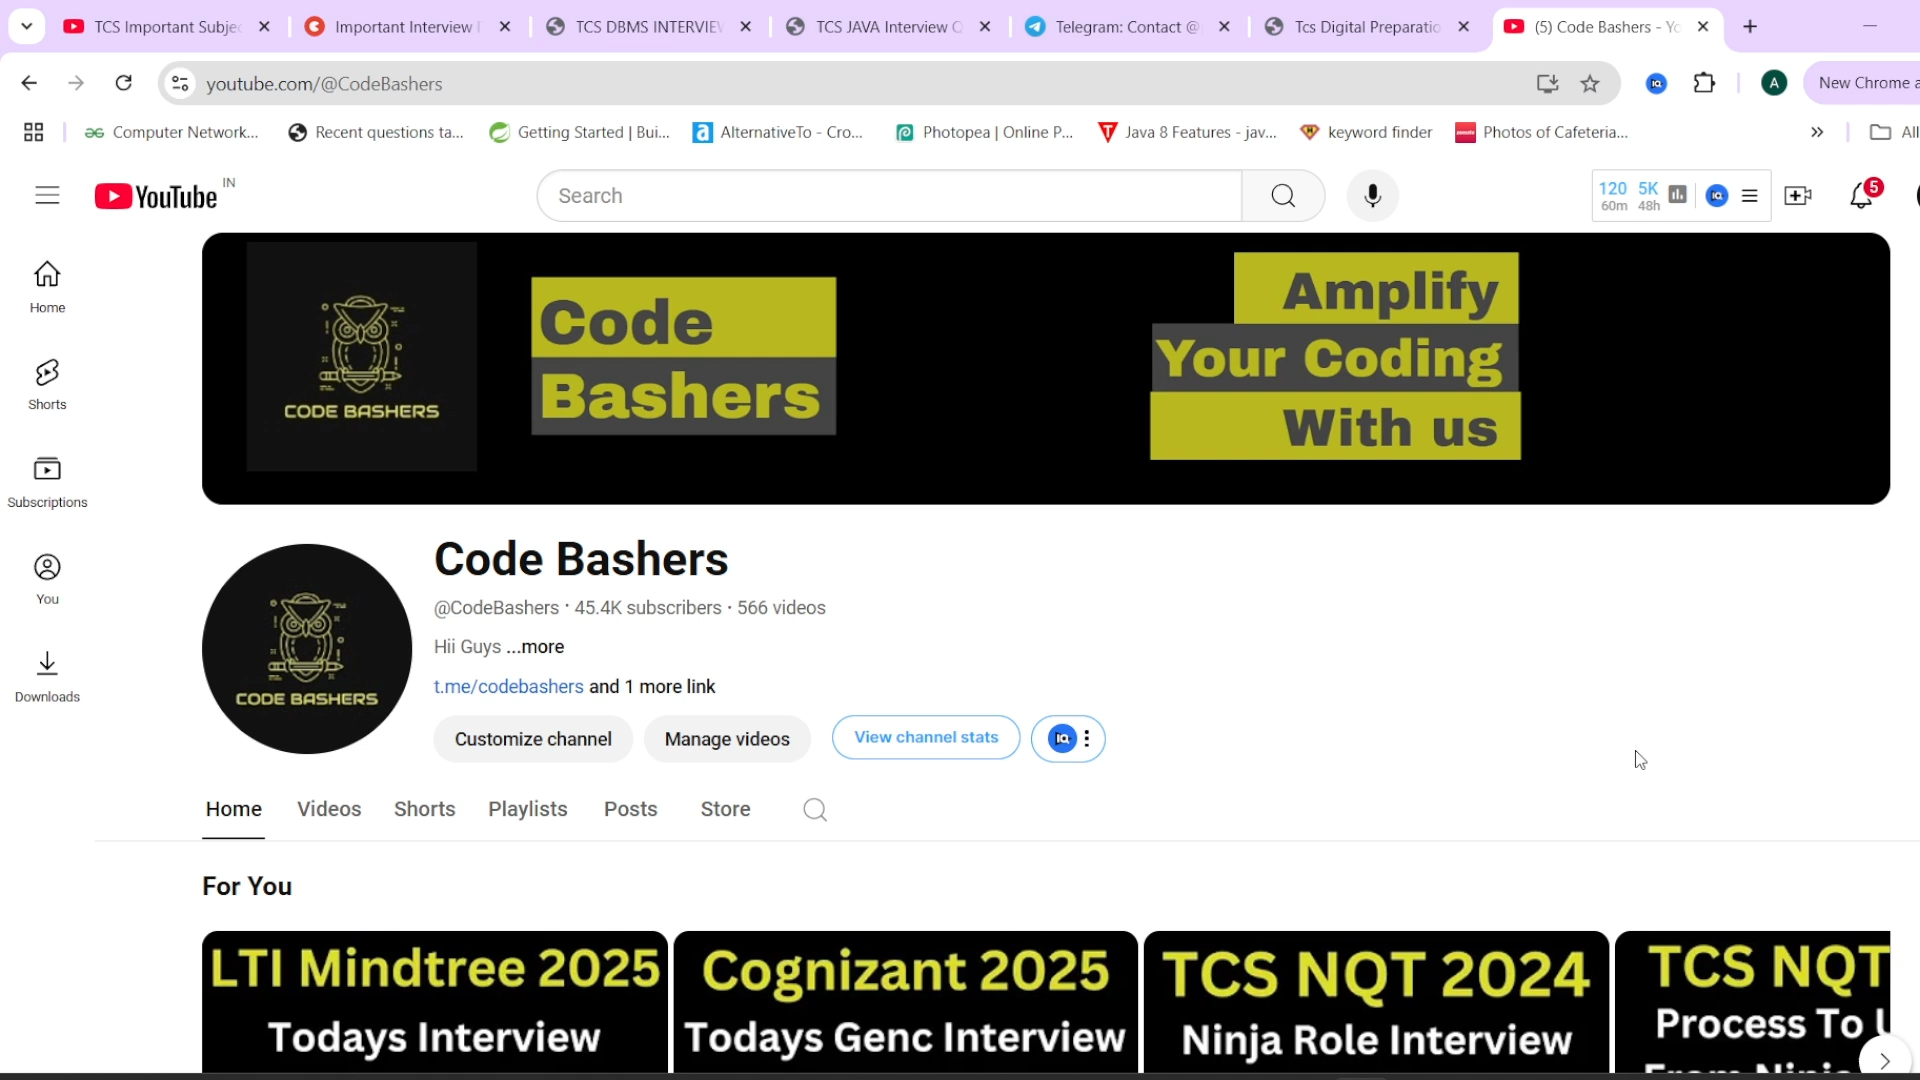 TCS Important Subje
Important Interview
TCS DBMS INTERVIEW
TCS JAVA Interview Q
Telegram: Contact @
Tcs Digital Preparatio
(5) Code Bashers - Yo
youtube.com/@CodeBashers
A
New Chrome a
Computer Network...
Recent questions ta...
Getting Started | Bui...
AlternativeTo - Cro...
Photopea | Online P...
Java 8 Features - jav...
keyword finder
Photos of Cafeteria...
All
YouTube IN
Search
120 5K
60m 48h
5
Home
Shorts
Subscriptions
You
Downloads
CODE BASHERS
Code
Bashers
Amplify
Your Coding
With us
CODE BASHERS
Code Bashers
@CodeBashers · 45.4K subscribers · 566 videos
Hii Guys ...more
t.me/codebashers and 1 more link
Customize channel
Manage videos
View channel stats
Home
Videos
Shorts
Playlists
Posts
Store
For You
LTI Mindtree 2025
Todays Interview
Cognizant 2025
Todays Genc Interview
TCS NQT 2024
Ninja Role Interview
TCS NQT
Process To U
From Ninja